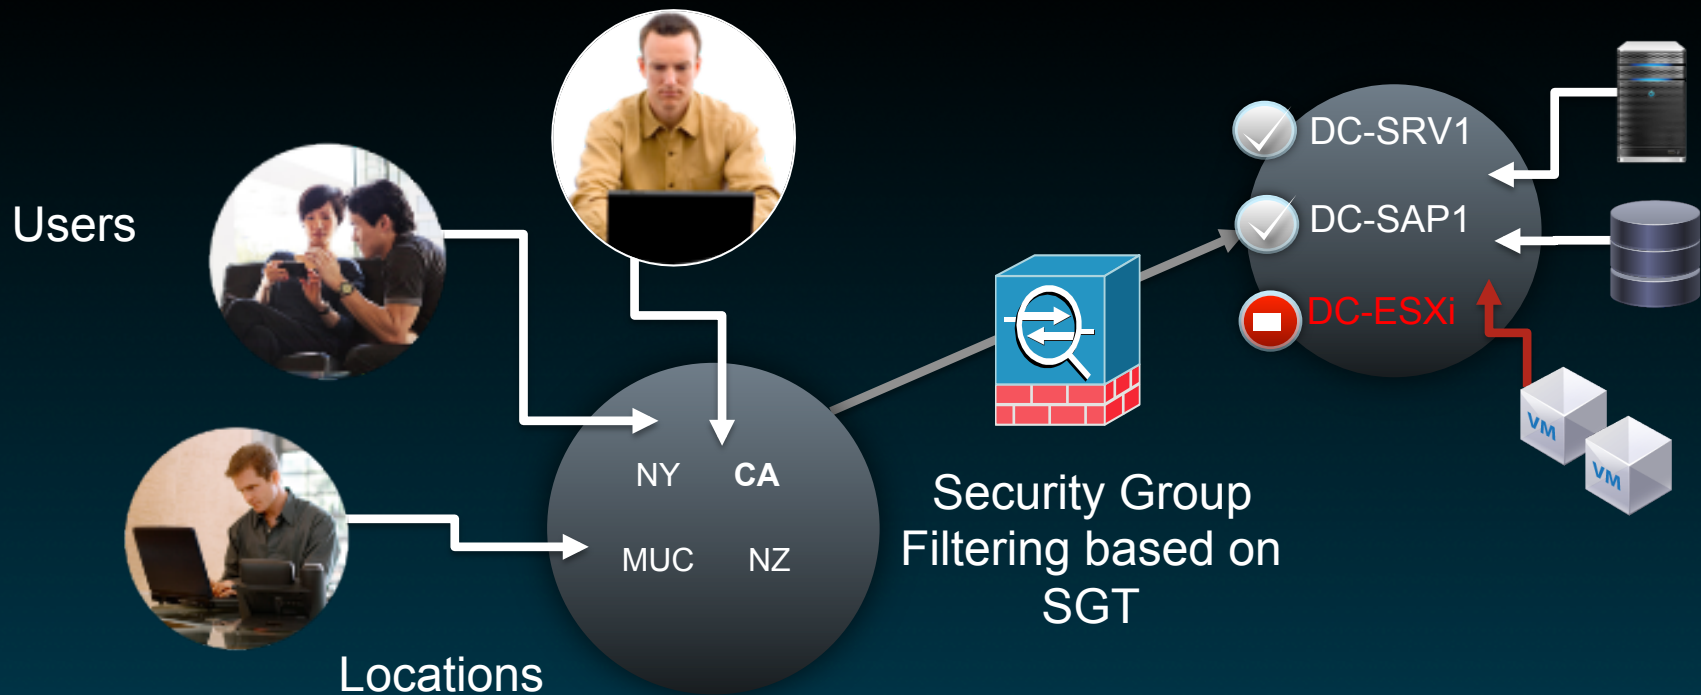 Users
DC-SRV1
DC-SAP1
DC-ESXi
NY CA
MUC NZ
VM
VM
Security Group
Filtering based on
SGT
Locations